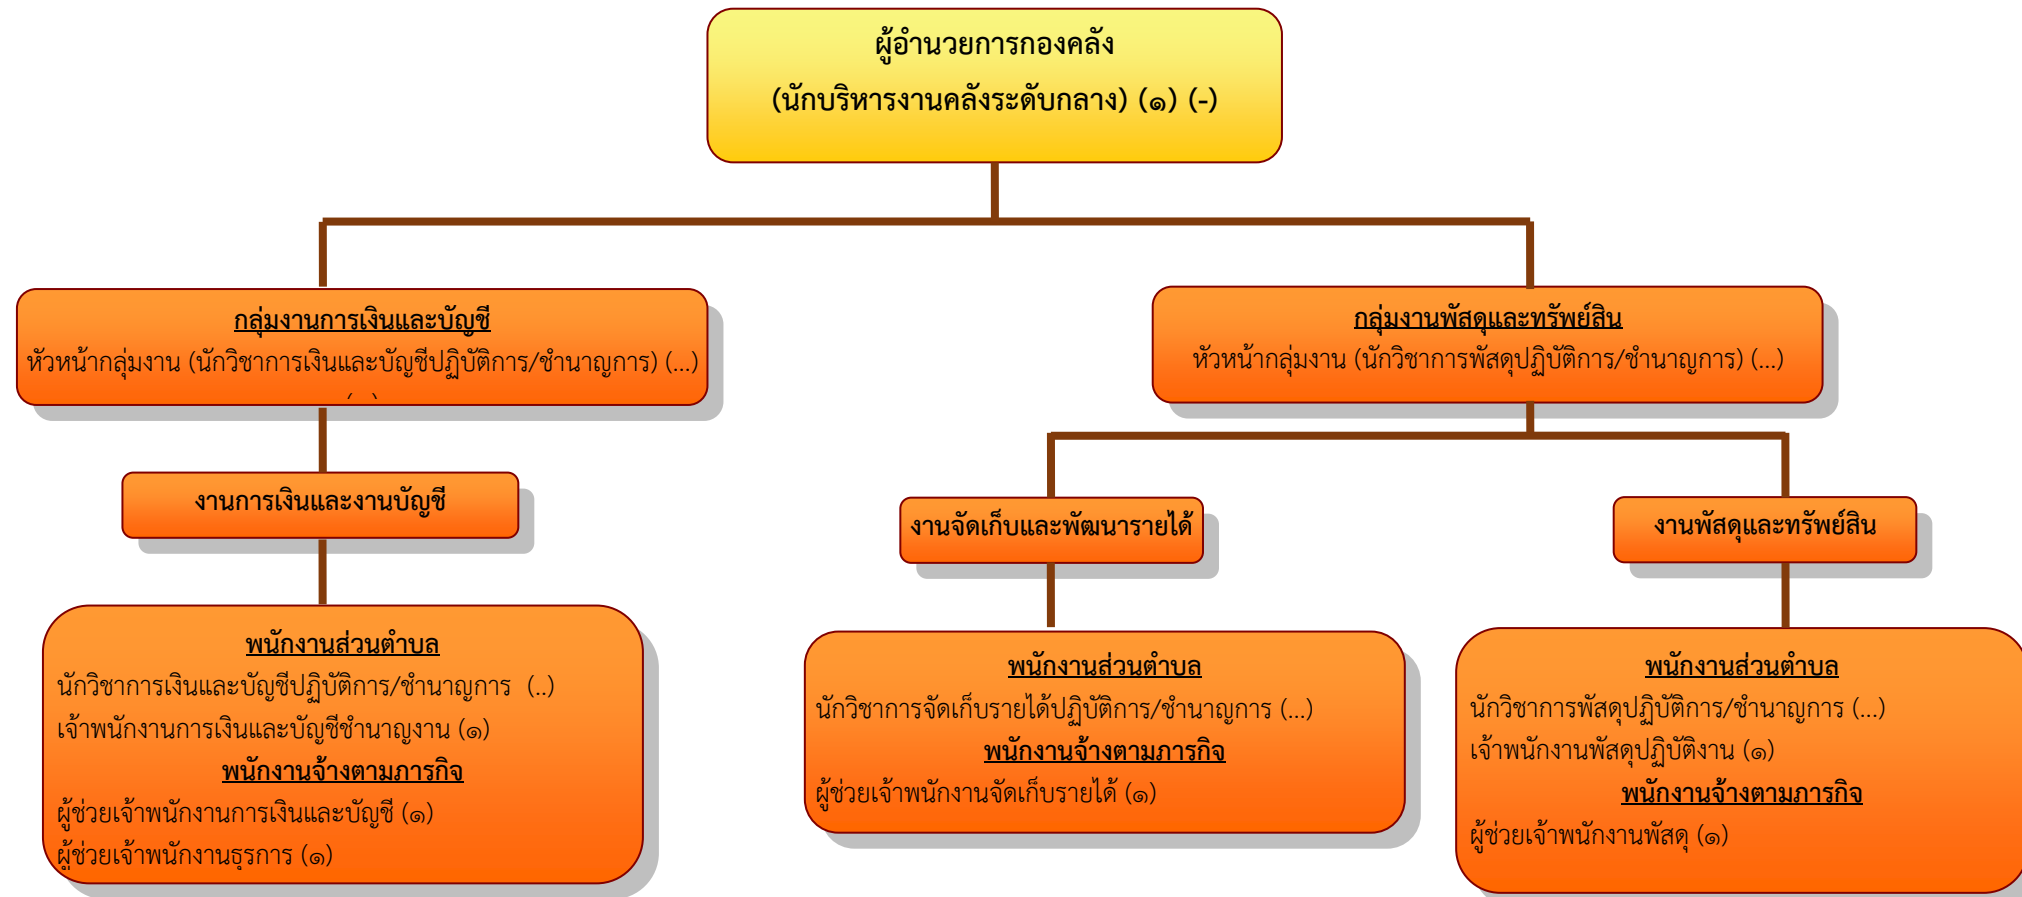 ผู้อำนวยการกองคลัง
(นักบริหารงานคลังระดับกลาง) (๑) (-)
กลุ่มงานการเงินและบัญชี
หัวหน้ากลุ่มงาน (นักวิชาการเงินและบัญชีปฏิบัติการ/ชำนาญการ) (...)
กลุ่มงานพัสดุและทรัพย์สิน
หัวหน้ากลุ่มงาน (นักวิชาการพัสดุปฏิบัติการ/ชำนาญการ) (...)
งานการเงินและงานบัญชี
งานจัดเก็บและพัฒนารายได้
งานพัสดุและทรัพย์สิน
พนักงานส่วนตำบล
นักวิชาการเงินและบัญชีปฏิบัติการ/ชำนาญการ (..)
เจ้าพนักงานการเงินและบัญชีชำนาญงาน (๑)
พนักงานจ้างตามภารกิจ
ผู้ช่วยเจ้าพนักงานการเงินและบัญชี (๑)
ผู้ช่วยเจ้าพนักงานธุรการ (๑)
พนักงานส่วนตำบล
นักวิชาการจัดเก็บรายได้ปฏิบัติการ/ชำนาญการ (...)
พนักงานจ้างตามภารกิจ
ผู้ช่วยเจ้าพนักงานจัดเก็บรายได้ (๑)
พนักงานส่วนตำบล
นักวิชาการพัสดุปฏิบัติการ/ชำนาญการ (...)
เจ้าพนักงานพัสดุปฏิบัติงาน (๑)
พนักงานจ้างตามภารกิจ
ผู้ช่วยเจ้าพนักงานพัสดุ (๑)